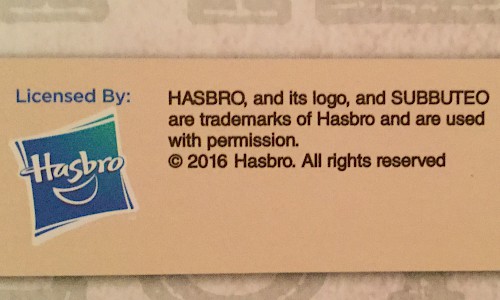 Licensed By:
Hasbro
HASBRO, and its logo, and SUBBUTEO
are trademarks of Hasbro and are used
with permission.
© 2016 Hasbro. All rights reserved